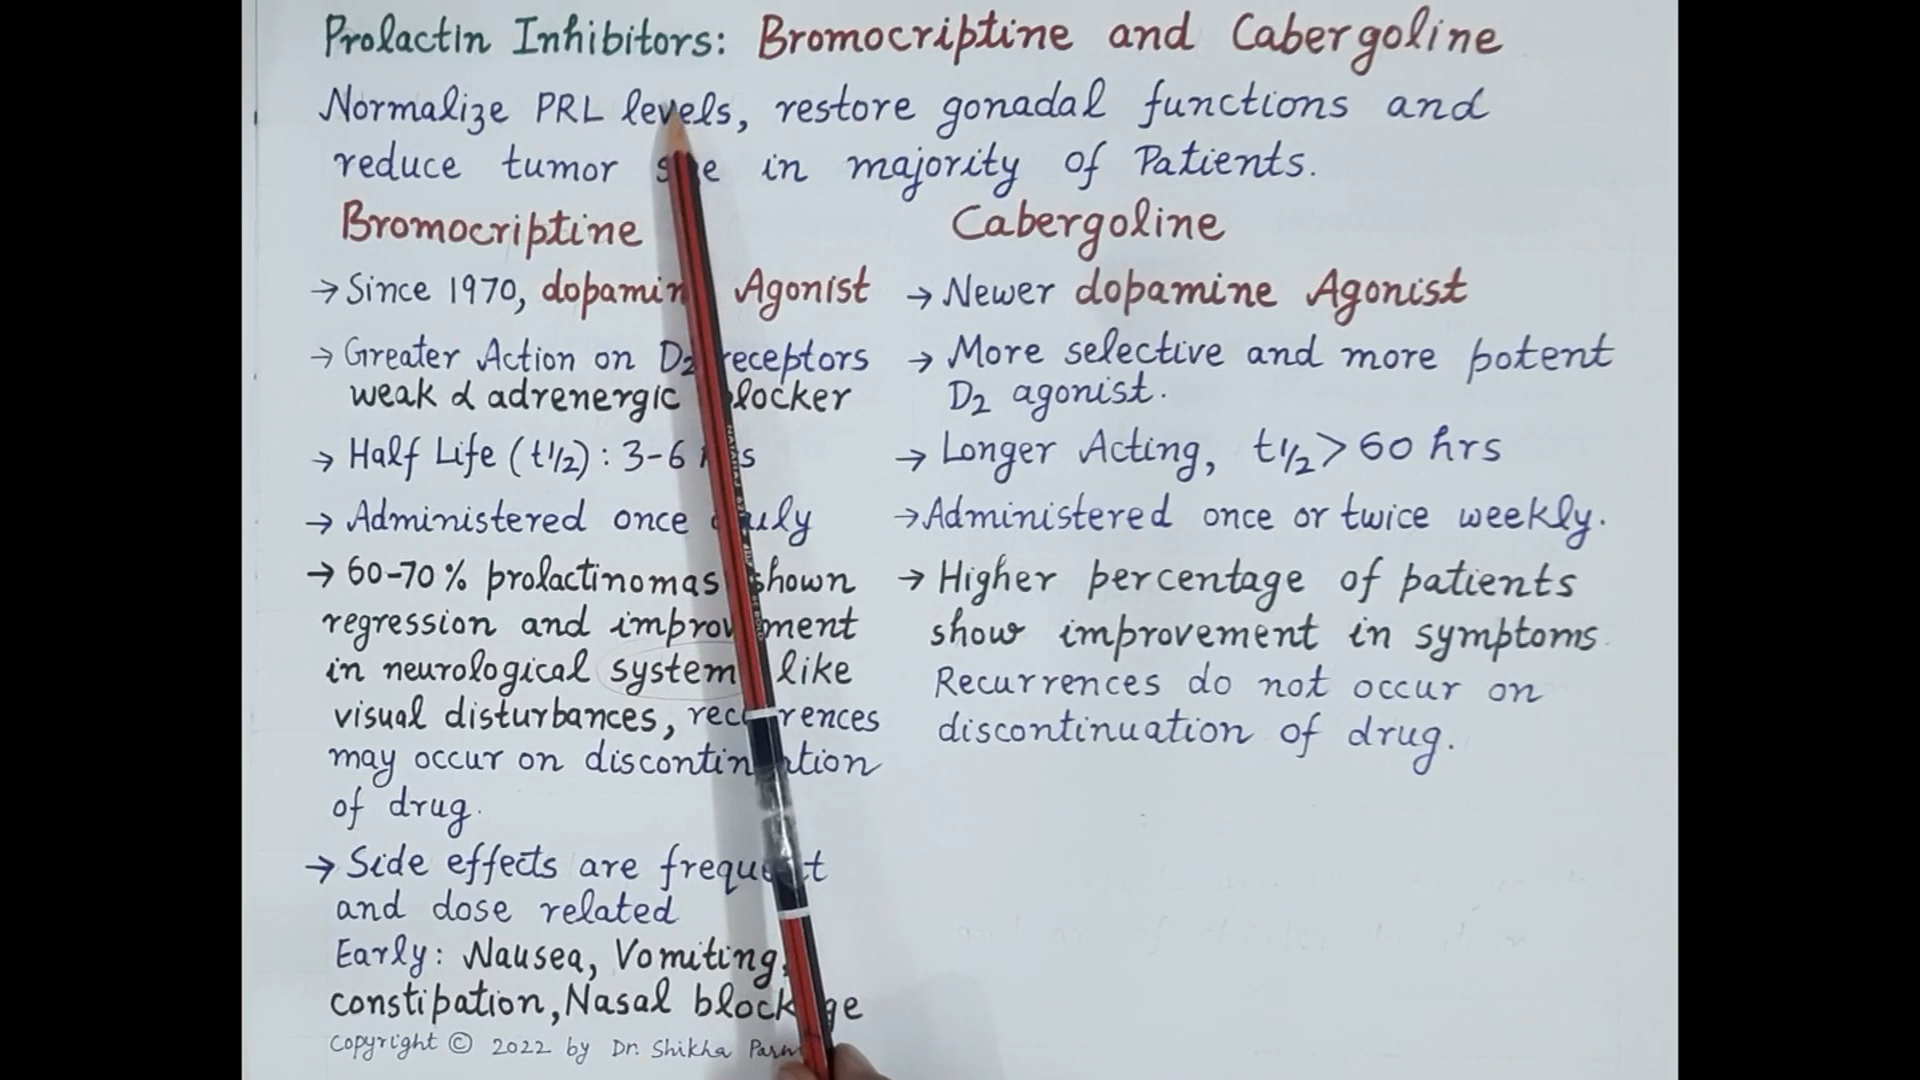 Prolactin Inhibitors: Bromocriptine and Cabergoline
Normalize PRL levels, restore gonadal functions and
reduce tumor in majority of Patients.
Bromocriptine
→ Since 1970, dopamin Agonist
→ Greater Action on D2 receptors
weak α adrenergic blocker
→ Half Life (t1/2) : 3-6
→ Administered once
→ 60-70% prolactinomas shown
regression and improvement
in neurological system like
visual disturbances, recurrences
may occur on discontinuation
of drug.
→ Side effects are frequent
and dose related
Early: Nausea, Vomiting,
constipation, Nasal blockage
Cabergoline
→ Newer dopamine Agonist
→ More selective and more potent
D2 agonist.
→ Longer Acting, t1/2 > 60 hrs
→ Administered once or twice weekly.
→ Higher percentage of patients
show improvement in symptoms.
Recurrences do not occur on
discontinuation of drug.
Copyright © 2022 by Dr. Shikha